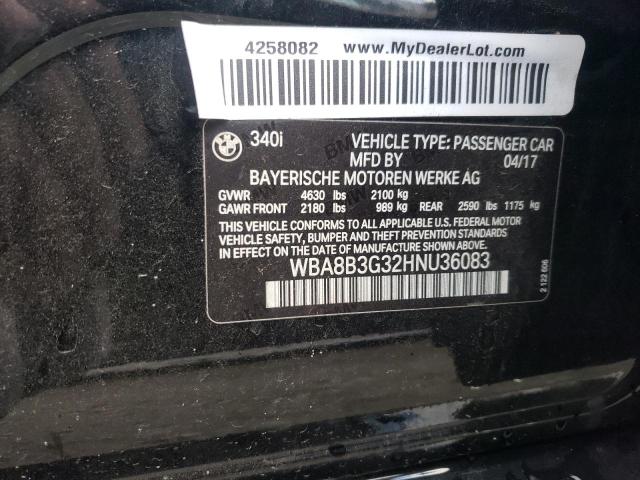 4258082 www.MyDealerLot.com
340i VEHICLE TYPE: PASSENGER CAR
MFD BY 04/17
BAYERISCHE MOTOREN WERKE AG
GVWR 4630 lbs 2100 kg
GAWR FRONT 2180 lbs 989 kg REAR 2590 lbs 1175 kg
THIS VEHICLE CONFORMS TO ALL APPLICABLE U.S. FEDERAL MOTOR
VEHICLE SAFETY, BUMPER AND THEFT PREVENTION STANDARDS IN
EFFECT ON THE DATE OF MANUFACTURE SHOWN ABOVE.
WBA8B3G32HNU36083
2 122 606